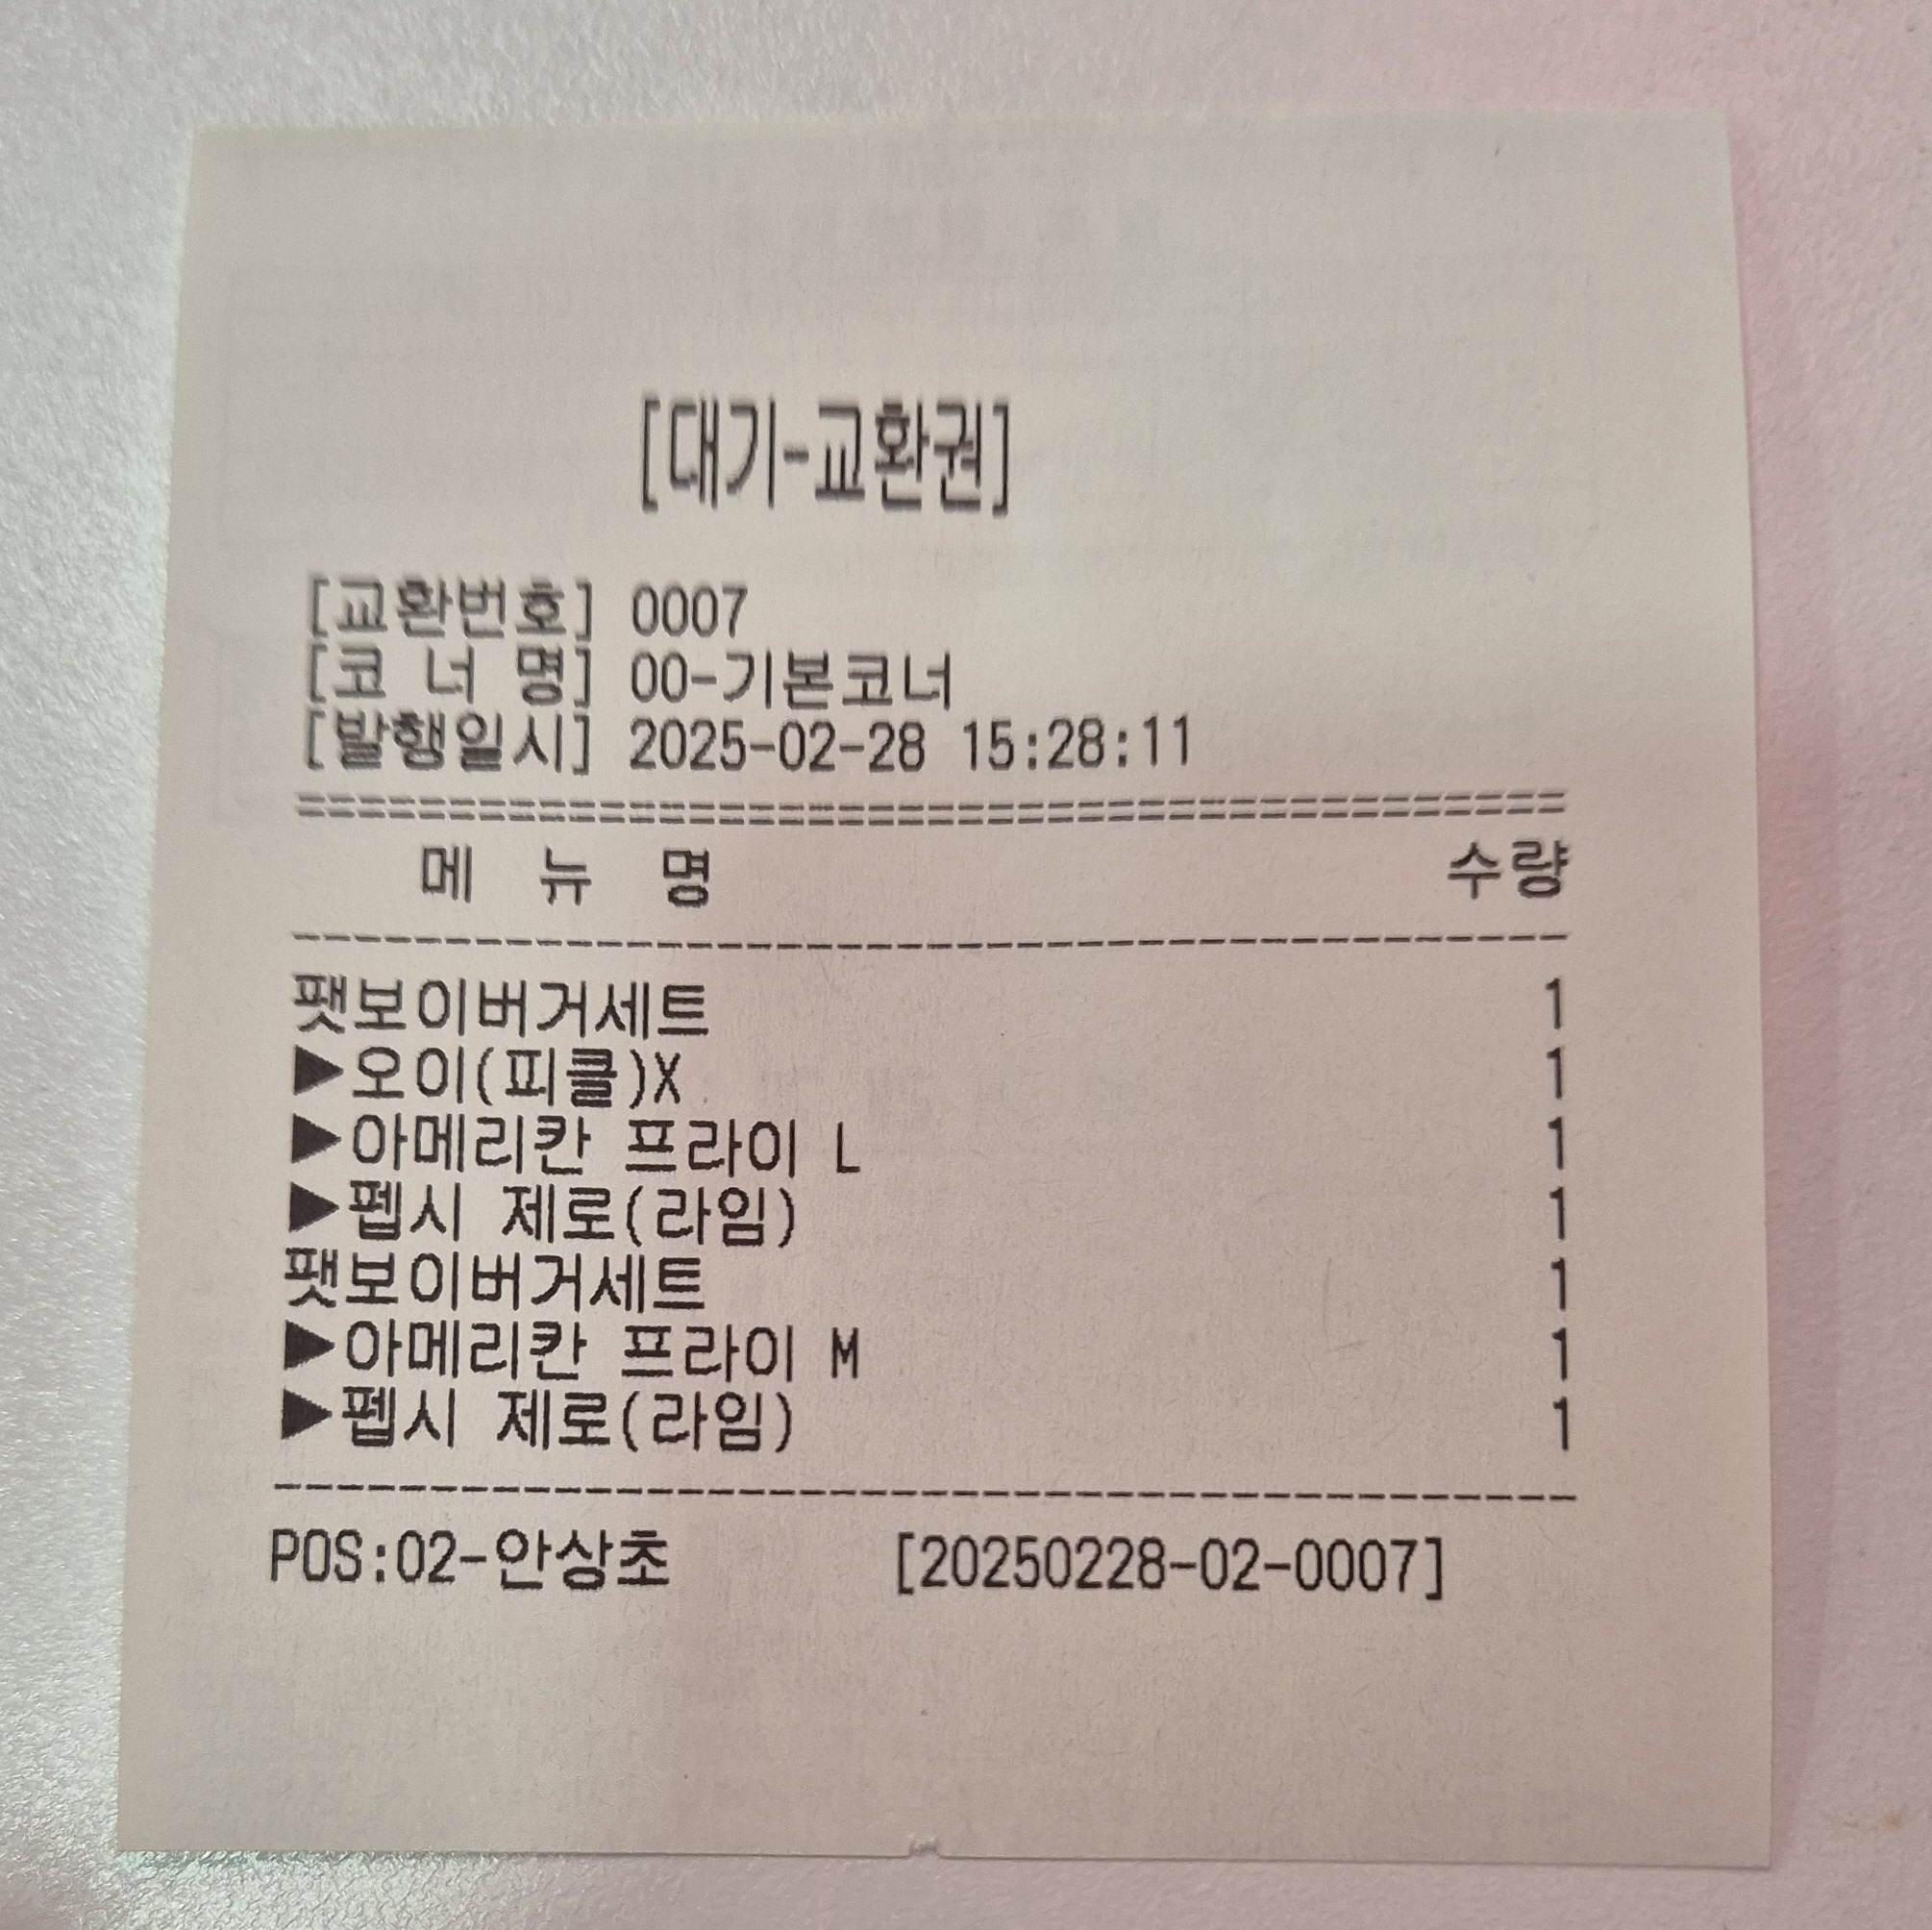 [대기-교환권]
[교환번호] 0007
[코 너 명] 00-기본코너
[발행일시] 2025-02-28 15:28:11
메 뉴 명 수량
팻보이버거세트 1
▶오이(피클)X 1
▶아메리칸 프라이 L 1
▶펩시 제로(라임) 1
팻보이버거세트 1
▶아메리칸 프라이 M 1
▶펩시 제로(라임) 1
POS:02-안상초 [20250228-02-0007]